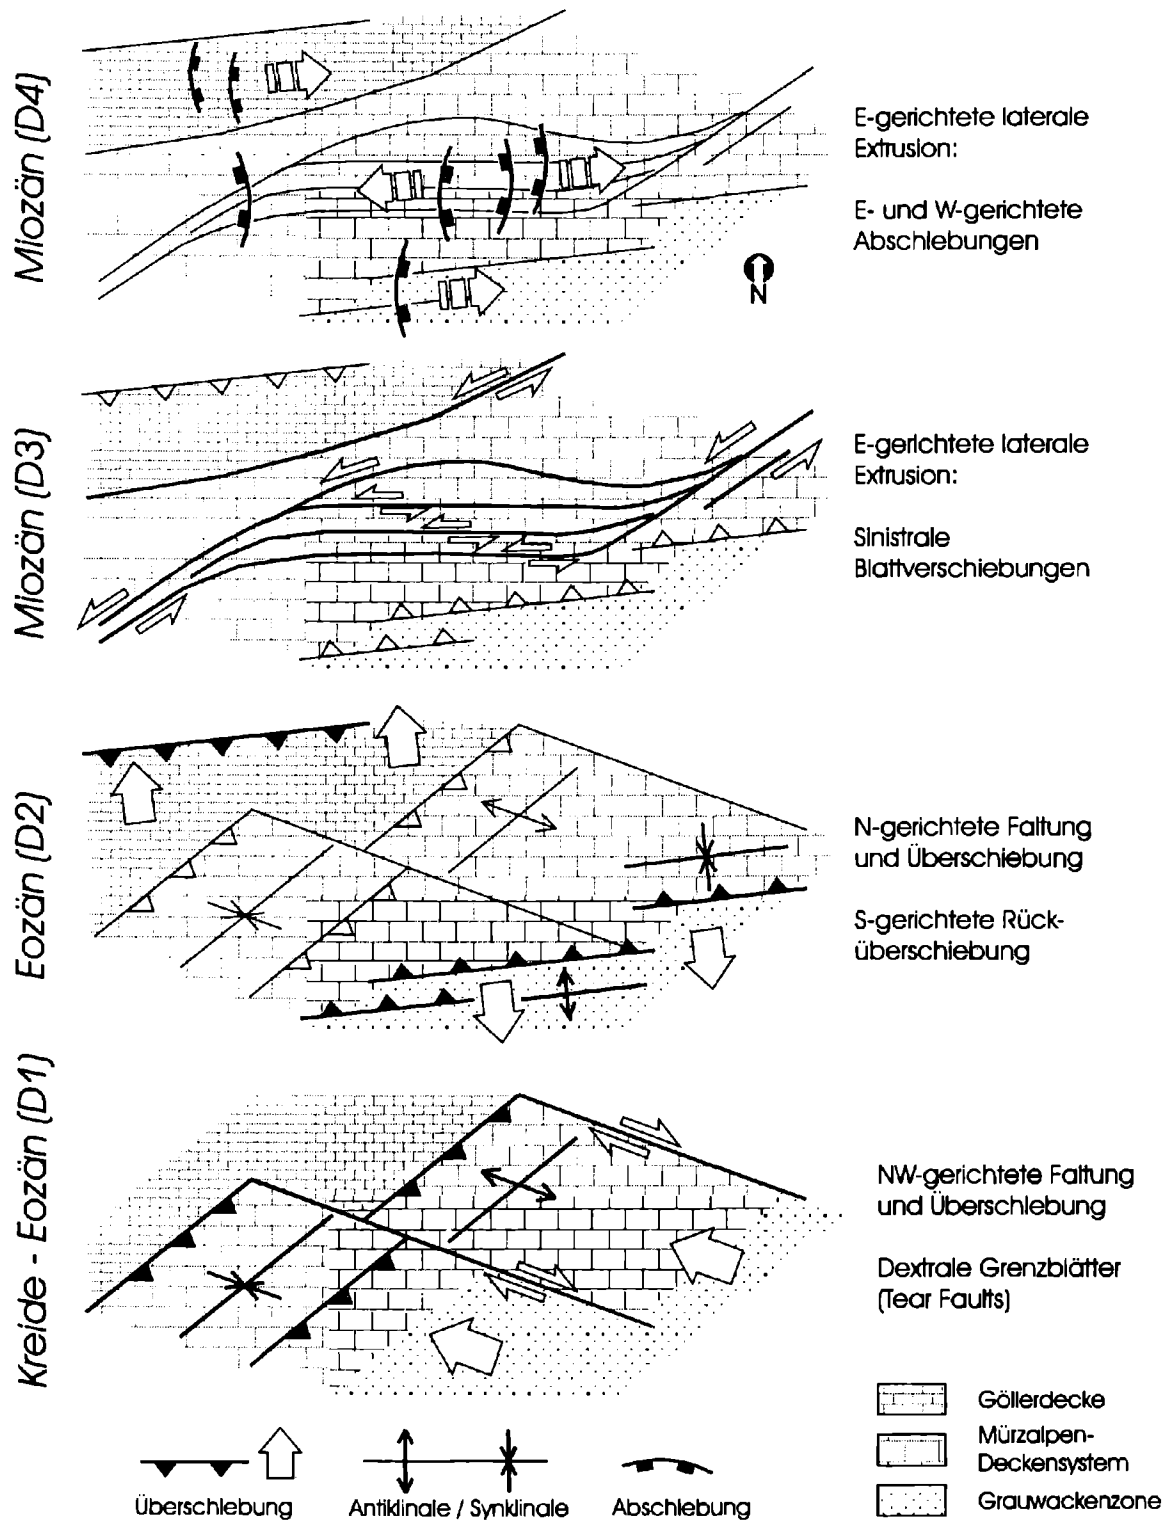 Miozän (D4)
E-gerichtete laterale
Extrusion:
E- und W-gerichtete
Abschiebungen
N
Miozän (D3)
E-gerichtete laterale
Extrusion:
Sinistrale
Blattverschiebungen
Eozän (D2)
N-gerichtete Faltung
und Überschiebung
S-gerichtete Rück-
überschiebung
Kreide - Eozän (D1)
NW-gerichtete Faltung
und Überschiebung
Dextrale Grenzblätter
(Tear Faults)
Göllerdecke
Mürzalpen-
Deckensystem
Grauwackenzone
Überschiebung
Antiklinale / Synklinale
Abschiebung